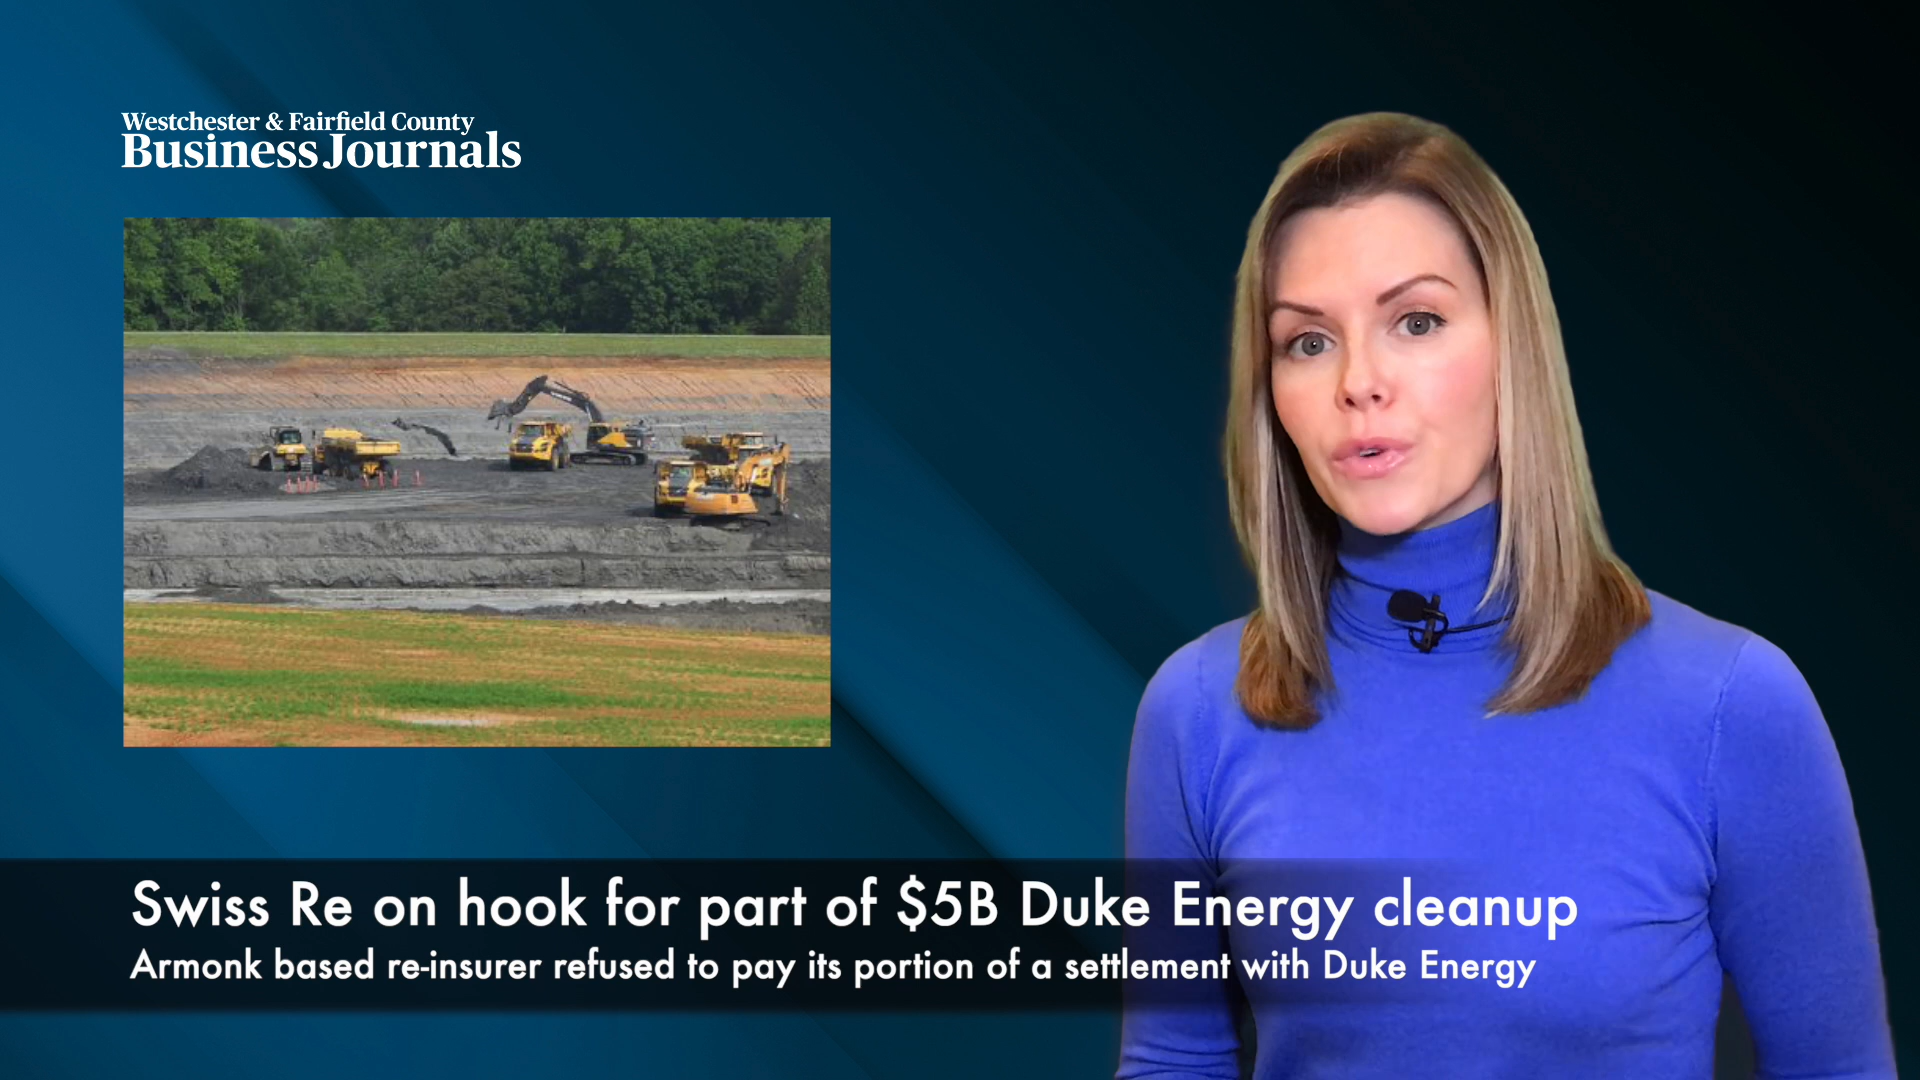 Westchester & Fairfield County
Business Journals
Swiss Re on hook for part of $5B Duke Energy cleanup
Armonk based re-insurer refused to pay its portion of a settlement with Duke Energy